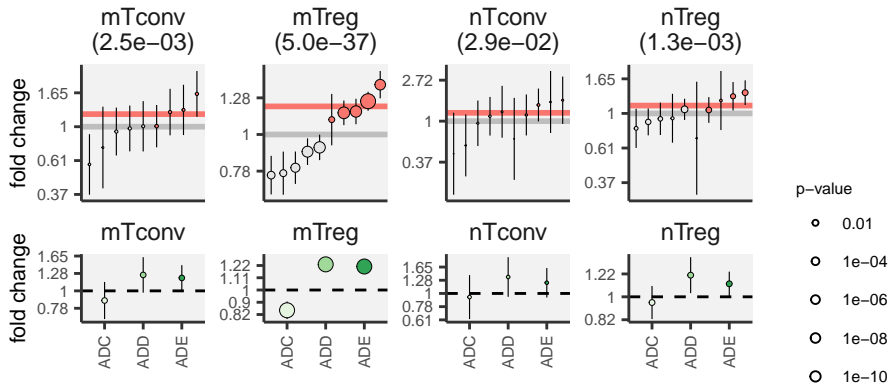 mTconv
(2.5e−03)
mTreg
(5.0e−37)
nTconv
(2.9e−02)
nTreg
(1.3e−03)
fold change
1.65
1
0.61
0.37
1.28
1
0.78
2.72
1
0.37
1.65
1
0.61
0.37
mTconv
mTreg
nTconv
nTreg
fold change
1.65
1.28
1
0.78
1.22
1.11
1
0.9
0.82
1.65
1.28
1
0.78
0.61
1.22
1
0.82
ADC
ADD
ADE
ADC
ADD
ADE
ADC
ADD
ADE
ADC
ADD
ADE
p−value
0.01
1e−04
1e−06
1e−08
1e−10